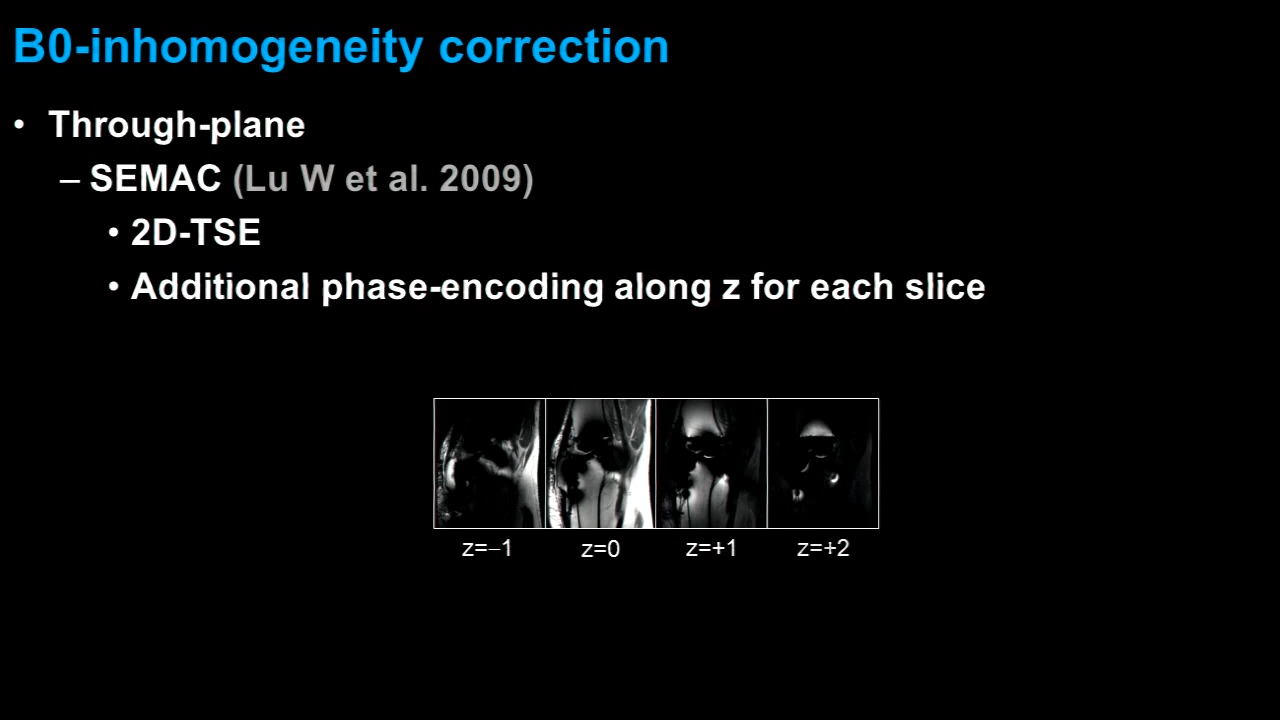 B0-inhomogeneity correction
• Through-plane
– SEMAC (Lu W et al. 2009)
• 2D-TSE
• Additional phase-encoding along z for each slice
z=−1 z=0 z=+1 z=+2